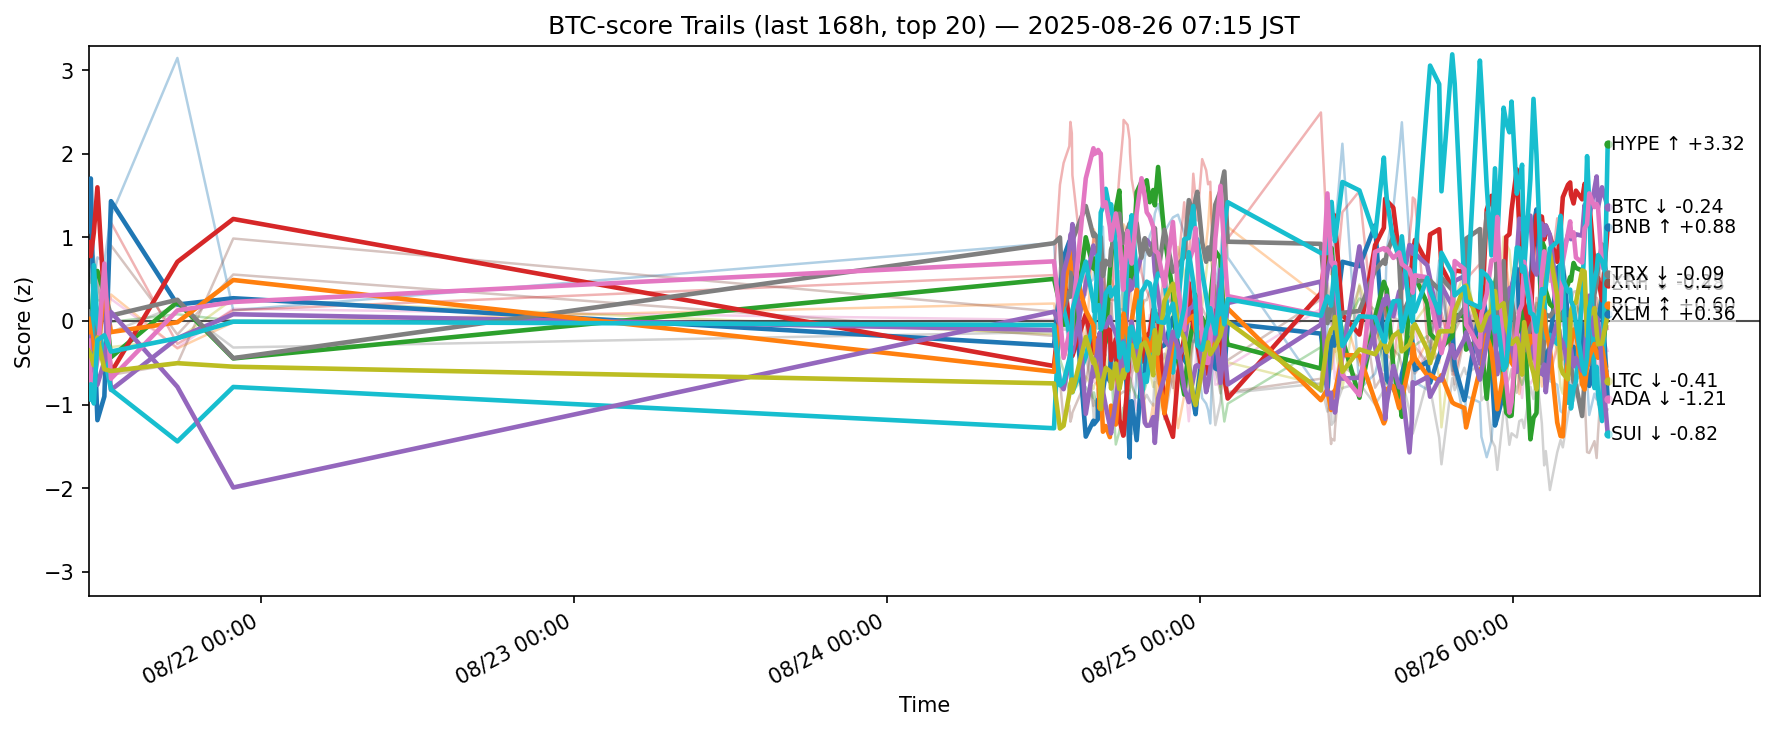 BTC-score Trails (last 168h, top 20) — 2025-08-26 07:15 JST
Score (z)
3
2
1
0
−1
−2
−3
HYPE ↑ +3.32
BTC ↓ -0.24
BNB ↑ +0.88
TRX ↓ -0.09
BCH ↑ +0.60
XLM ↑ +0.36
LTC ↓ -0.41
ADA ↓ -1.21
SUI ↓ -0.82
08/22 00:00
08/23 00:00
08/24 00:00
08/25 00:00
08/26 00:00
Time